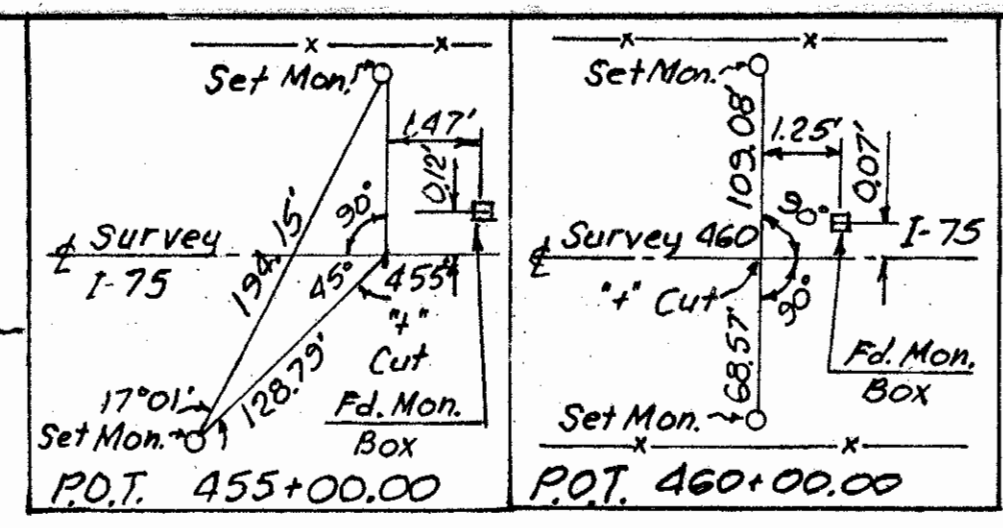 Set Mon.
1.47'
0.12'
90°
194.15'
℄ Survey
I-75
45°
455
"+"
Cut
128.79'
17°01'
Set Mon.
Fd. Mon.
Box
P.O.T. 455+00.00
Set Mon.
109.08'
1.25'
0.07'
90°
℄ Survey 460
I-75
"+" Cut
90°
68.57'
Fd. Mon.
Box
Set Mon.
P.O.T. 460+00.00